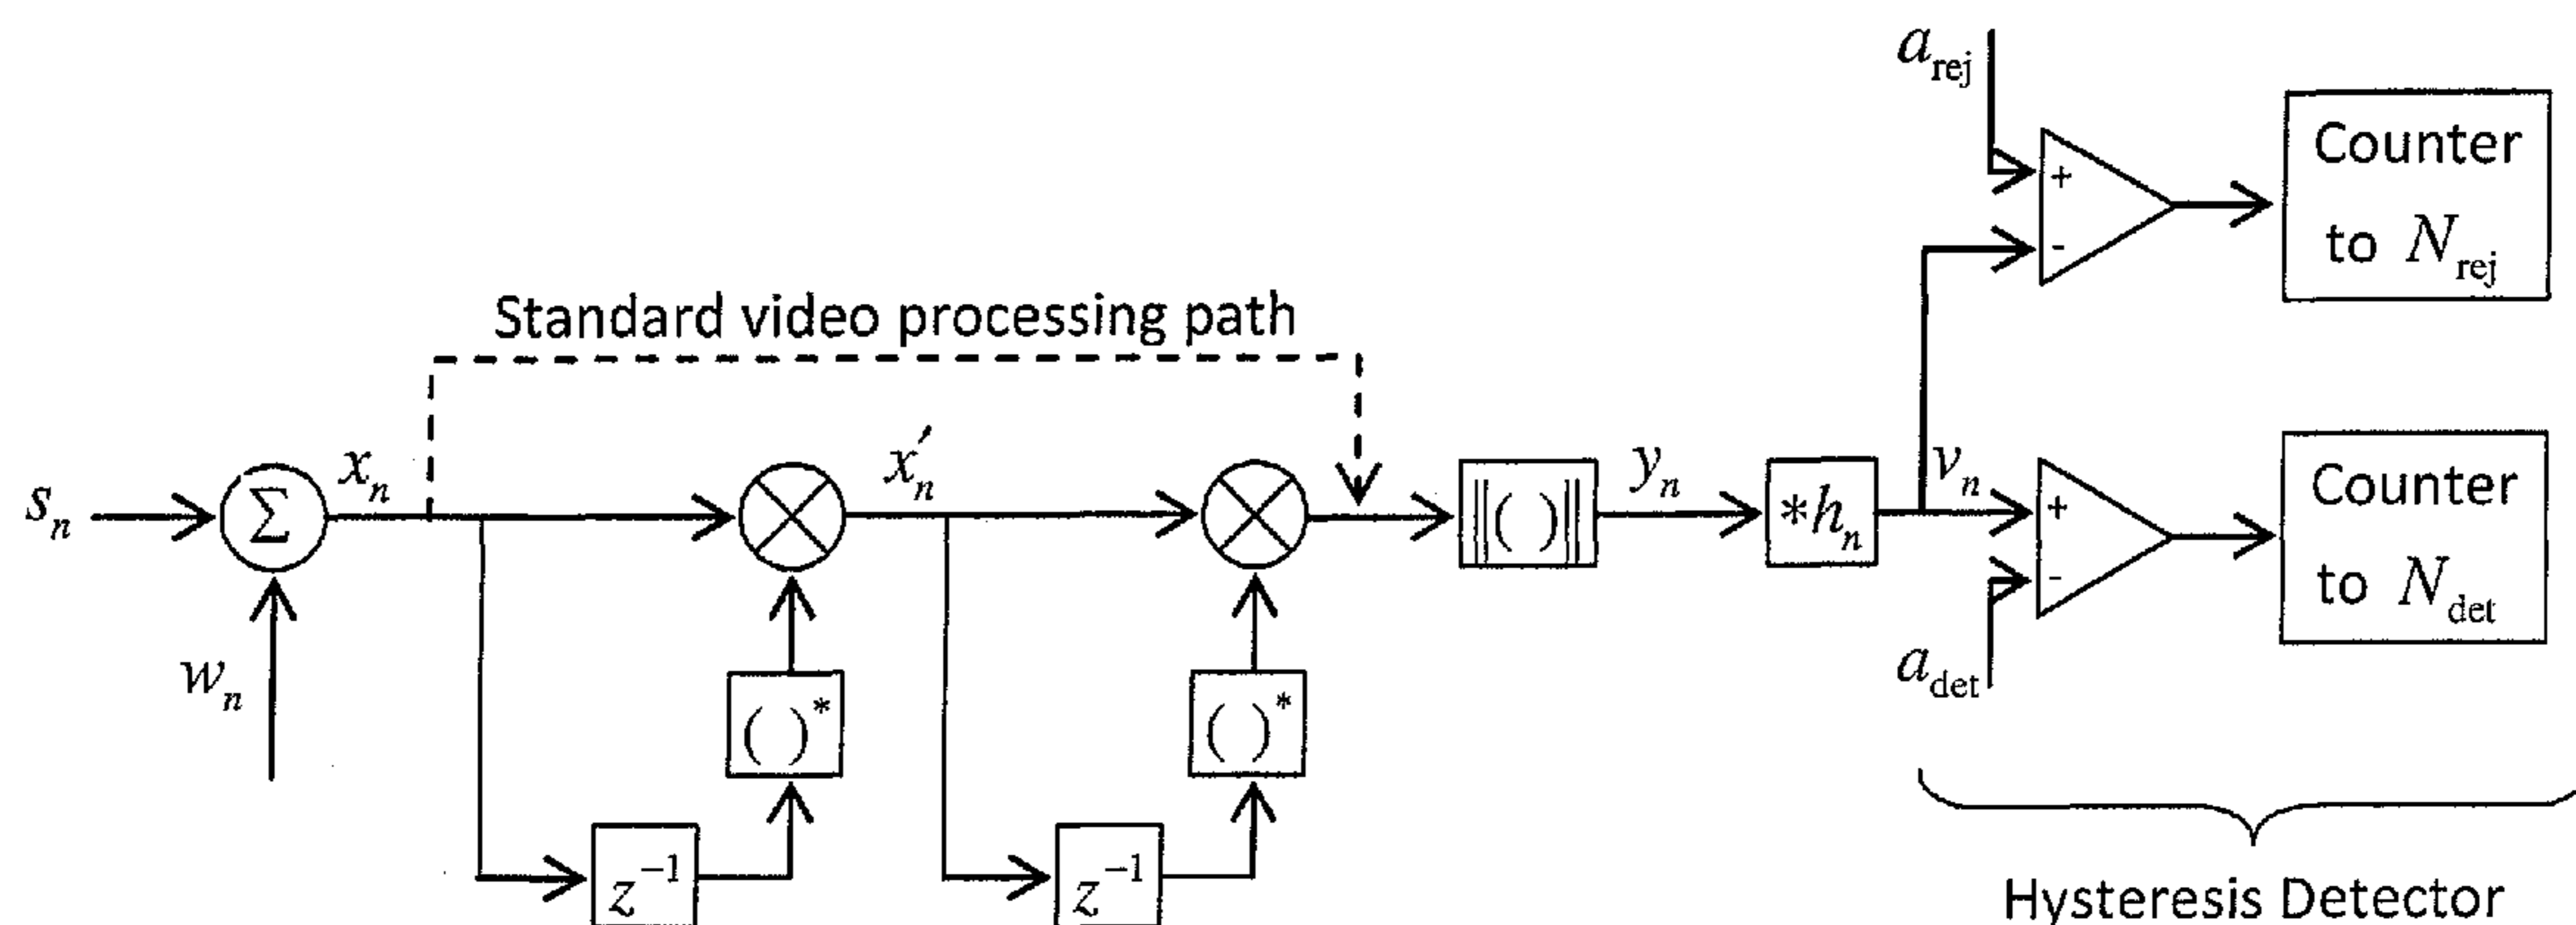 a_rej
Counter
to N_rej
Standard video processing path
s_n
Σ
x_n
x'_n
‖( )‖
y_n
*h_n
v_n
+
-
+
-
Counter
to N_det
w_n
( )*
( )*
a_det
z⁻¹
z⁻¹
Hysteresis Detector